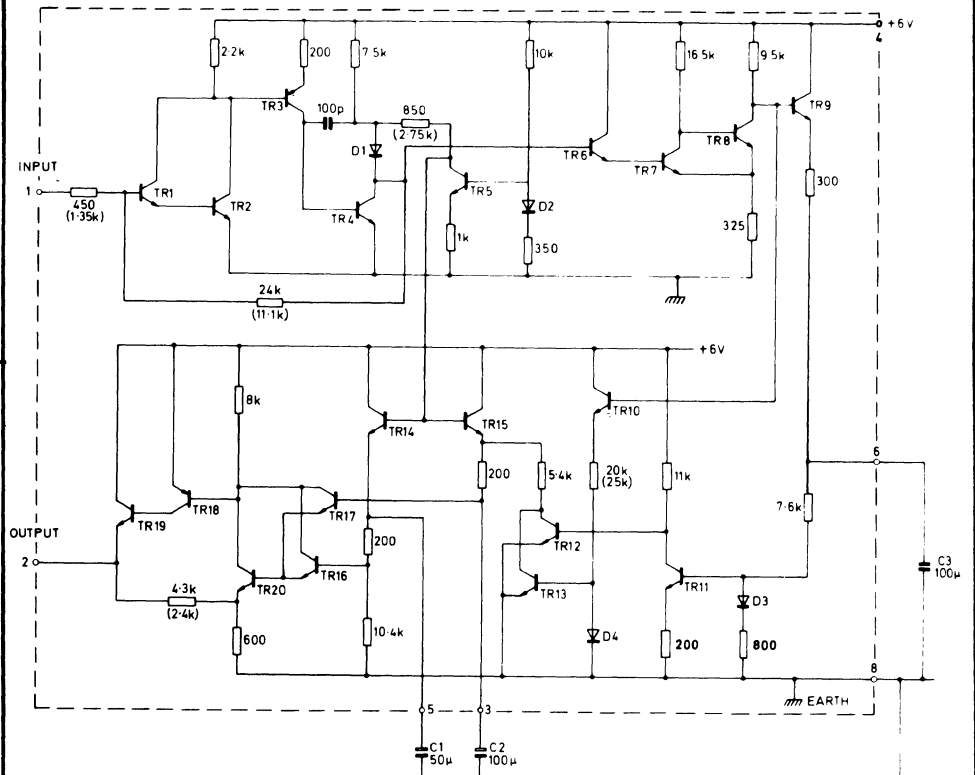 +6V
4
2·2k
200
7·5k
10k
16·5k
9·5k
TR3
100p
850
(2·75k)
TR9
TR8
D1
TR6
TR7
INPUT
1
450
(1·35k)
TR1
TR2
TR4
TR5
D2
300
325
1k
350
24k
(11·1k)
+6V
8k
TR14
TR15
TR10
6
200
5·4k
20k
(25k)
11k
7·6k
TR19
TR18
TR17
OUTPUT
2
200
TR12
C3
100µ
TR16
TR20
TR13
TR11
D3
4·3k
(2·4k)
600
10·4k
D4
200
800
8
EARTH
5
3
C1
50µ
C2
100µ